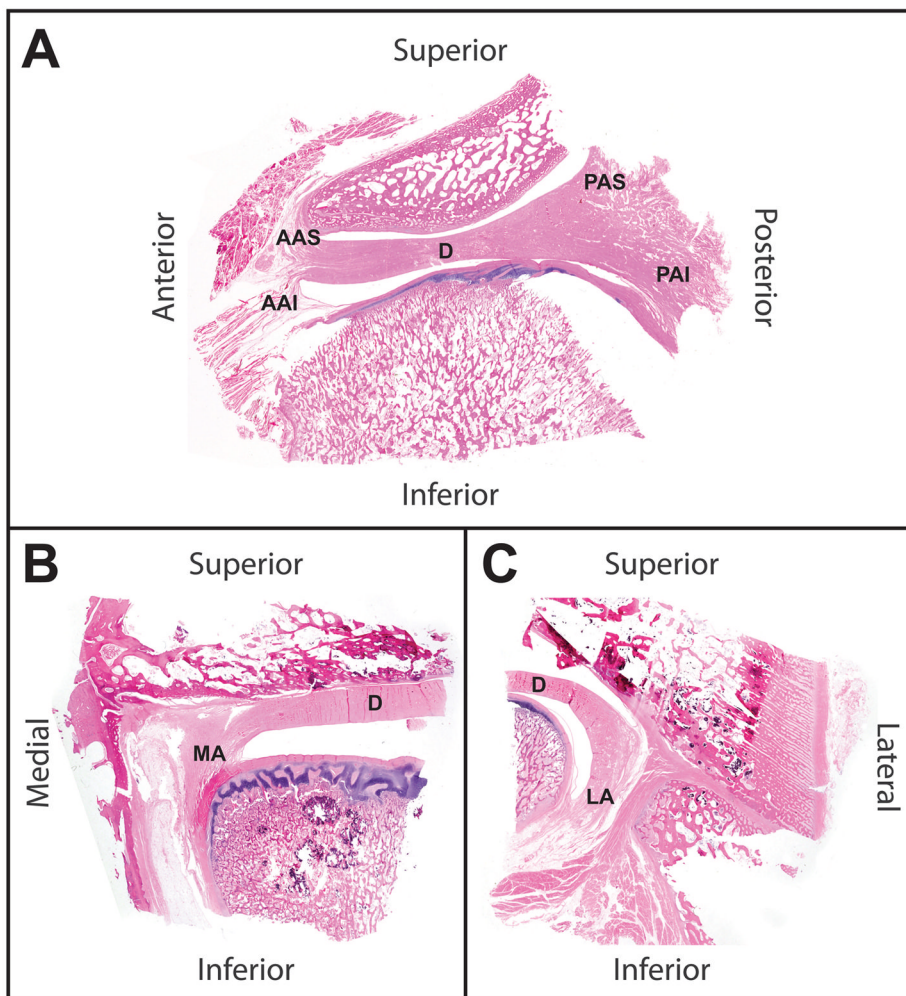 A
Superior
PAS
AAS
D
Anterior
Posterior
PAI
AAI
Inferior
B
Superior
D
Medial
MA
Inferior
C
Superior
D
Lateral
LA
Inferior